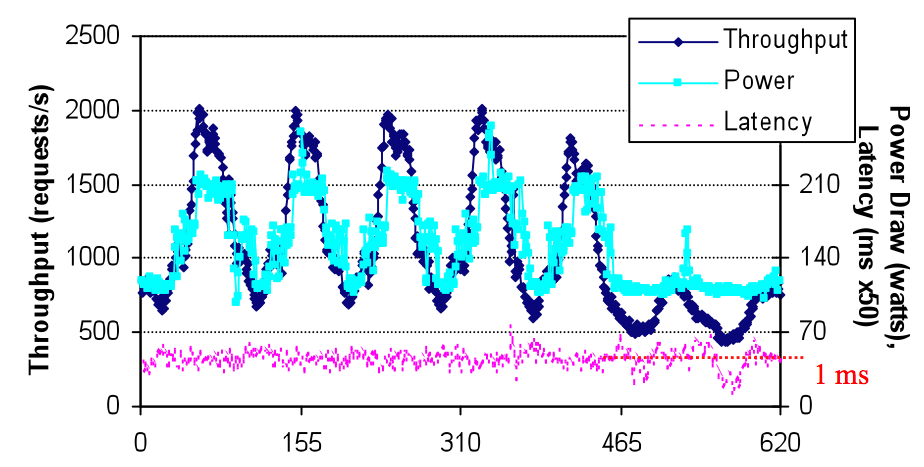 Throughput
Power
Latency
Throughput (requests/s)
2500
2000
1500
1000
500
0
210
140
70
0
Power Draw (watts),
Latency (ms x50)
1 ms
0
155
310
465
620